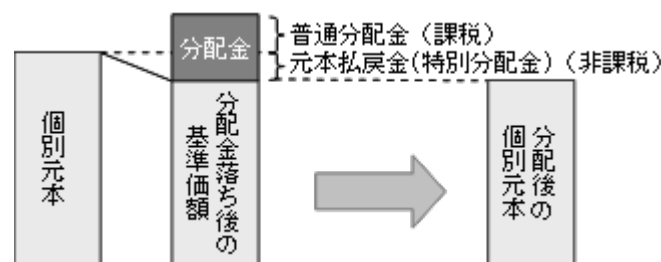 分配金
普通分配金（課税）
元本払戻金(特別分配金)（非課税）
個別元本
分配金落ち後の
基準価額
分配後の
個別元本